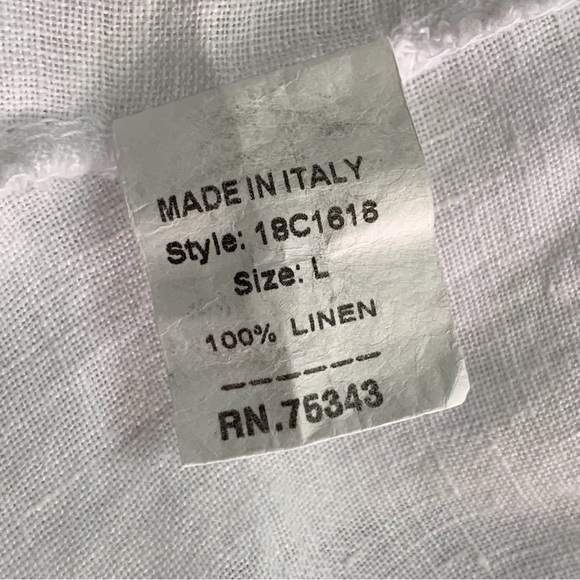 MADE IN ITALY
Style: 18C1618
Size: L
100% LINEN
------
RN.75343